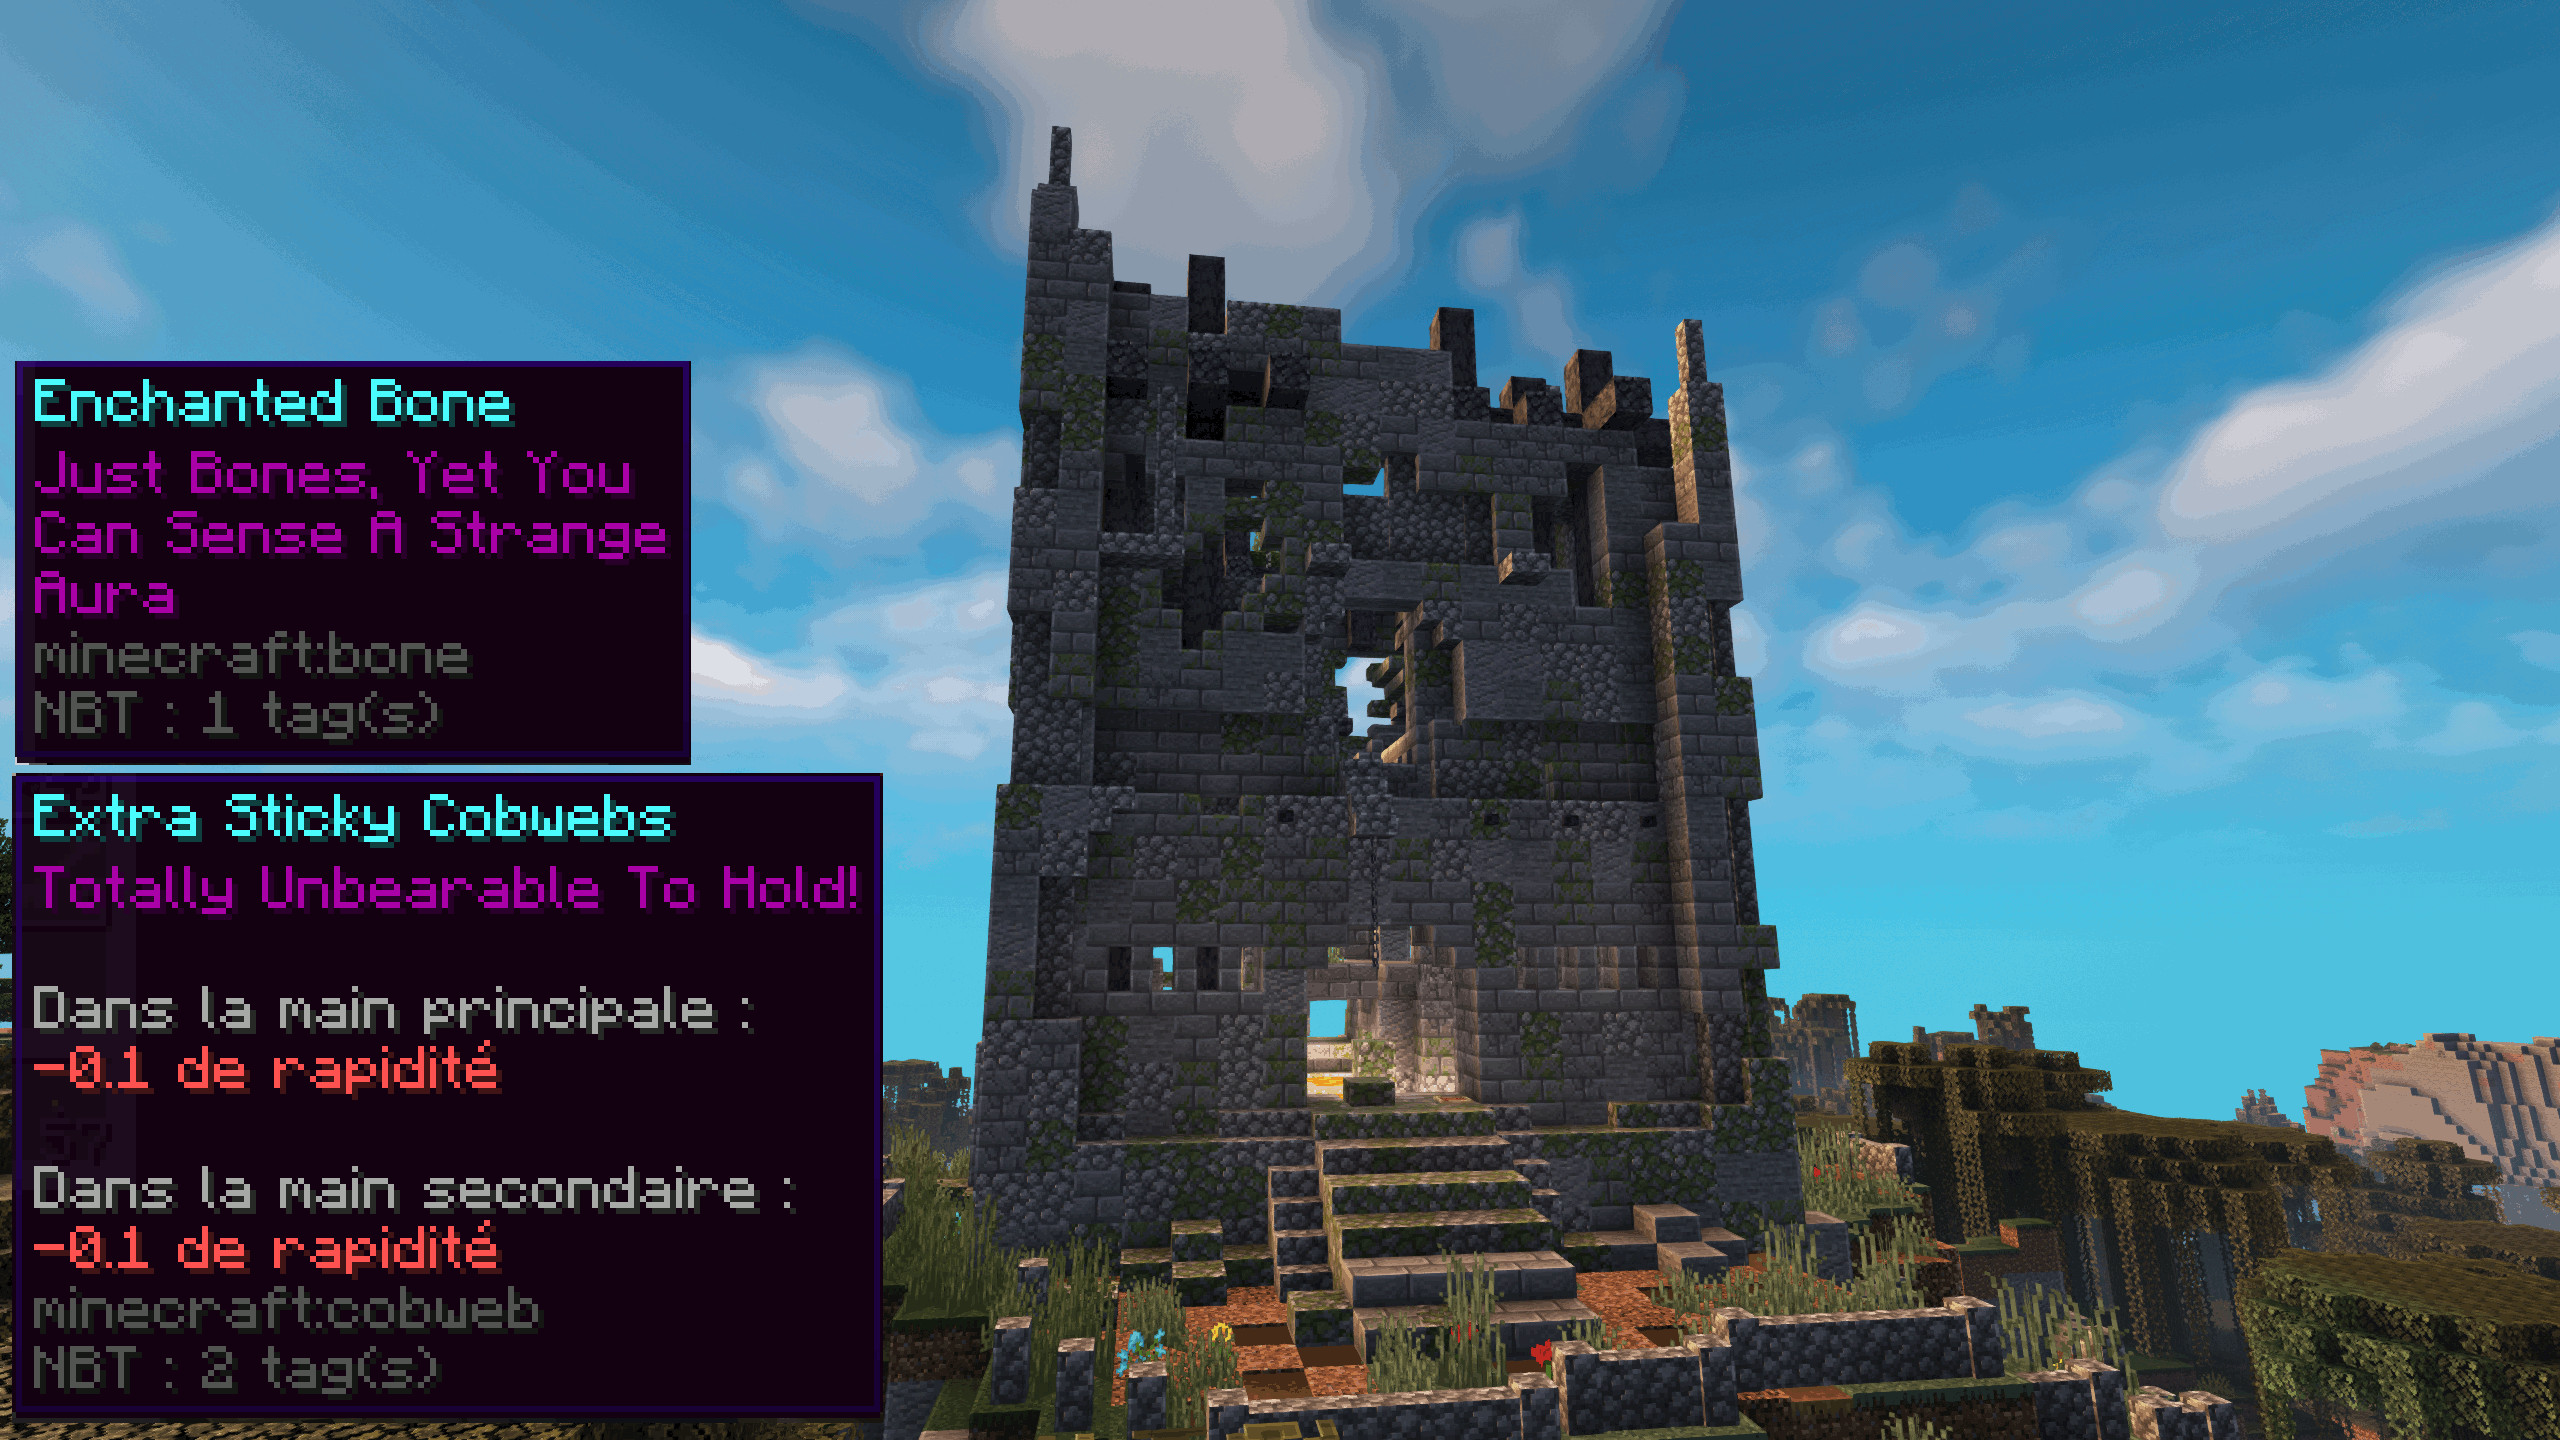 Enchanted Bone
Just Bones, Yet You
Can Sense A Strange
Aura
minecraft:bone
NBT : 1 tag(s)
Extra Sticky Cobwebs
Totally Unbearable To Hold!
Dans la main principale :
-0.1 de rapidité
Dans la main secondaire :
-0.1 de rapidité
minecraft:cobweb
NBT : 2 tag(s)